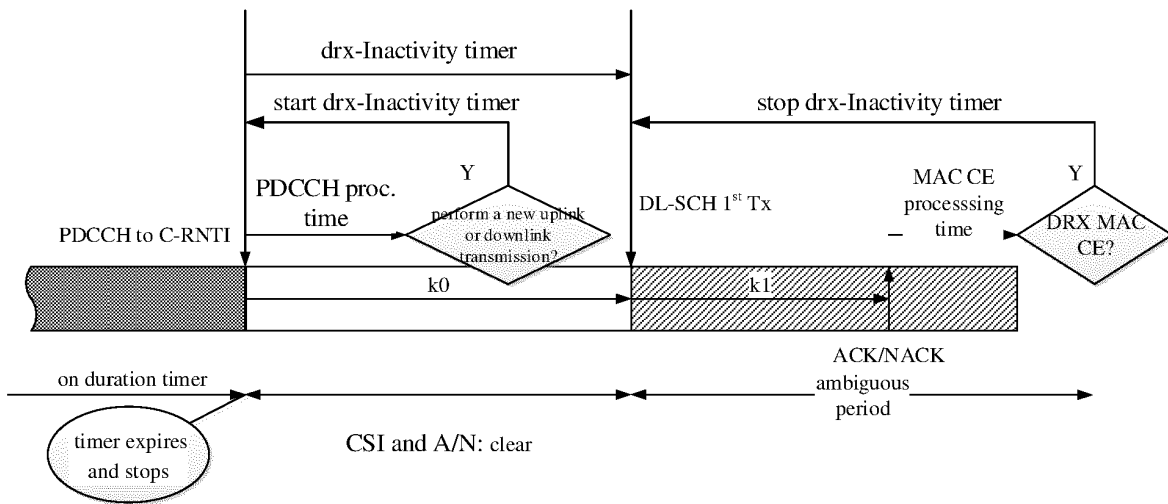 drx-Inactivity timer
start drx-Inactivity timer
stop drx-Inactivity timer
Y
PDCCH proc.
time
perform a new uplink
or downlink
transmission?
PDCCH to C-RNTI
DL-SCH 1st Tx
MAC CE
processsing
time
Y
DRX MAC
CE?
k0
k1
ACK/NACK
on duration timer
ambiguous
period
timer expires
and stops
CSI and A/N: clear